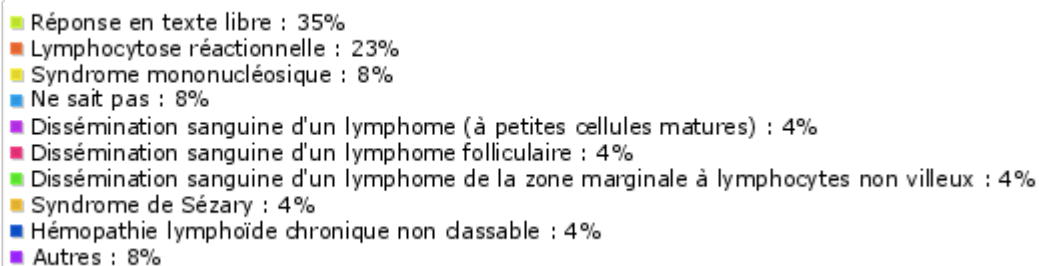 Réponse en texte libre : 35%
Lymphocytose réactionnelle : 23%
Syndrome mononucléosique : 8%
Ne sait pas : 8%
Dissémination sanguine d'un lymphome (à petites cellules matures) : 4%
Dissémination sanguine d'un lymphome folliculaire : 4%
Dissémination sanguine d'un lymphome de la zone marginale à lymphocytes non villeux : 4%
Syndrome de Sézary : 4%
Hémopathie lymphoïde chronique non classable : 4%
Autres : 8%